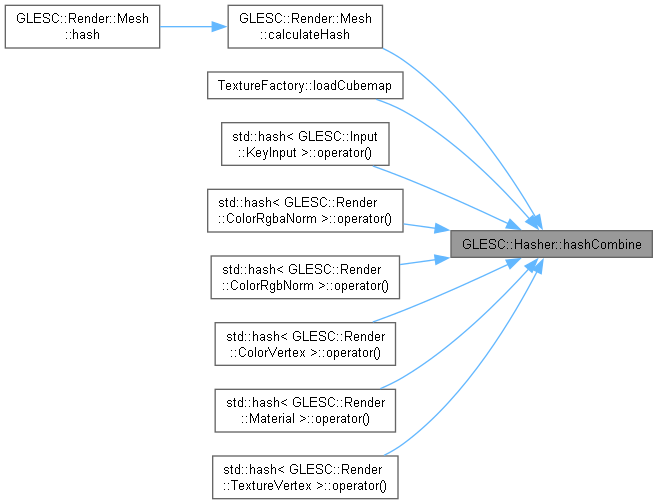 GLESC::Render::Mesh
::hash
GLESC::Render::Mesh
::calculateHash
TextureFactory::loadCubemap
std::hash< GLESC::Input
::KeyInput >::operator()
std::hash< GLESC::Render
::ColorRgbaNorm >::operator()
GLESC::Hasher::hashCombine
std::hash< GLESC::Render
::ColorRgbNorm >::operator()
std::hash< GLESC::Render
::ColorVertex >::operator()
std::hash< GLESC::Render
::Material >::operator()
std::hash< GLESC::Render
::TextureVertex >::operator()